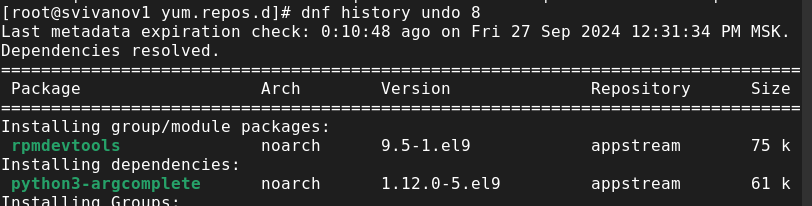 [root@svivanov1 yum.repos.d]# dnf history undo 8
Last metadata expiration check: 0:10:48 ago on Fri 27 Sep 2024 12:31:34 PM MSK.
Dependencies resolved.
================================================================================
 Package                  Arch        Version              Repository      Size
================================================================================
Installing group/module packages:
 rpmdevtools              noarch      9.5-1.el9            appstream       75 k
Installing dependencies:
 python3-argcomplete      noarch      1.12.0-5.el9         appstream       61 k
Installing Groups: